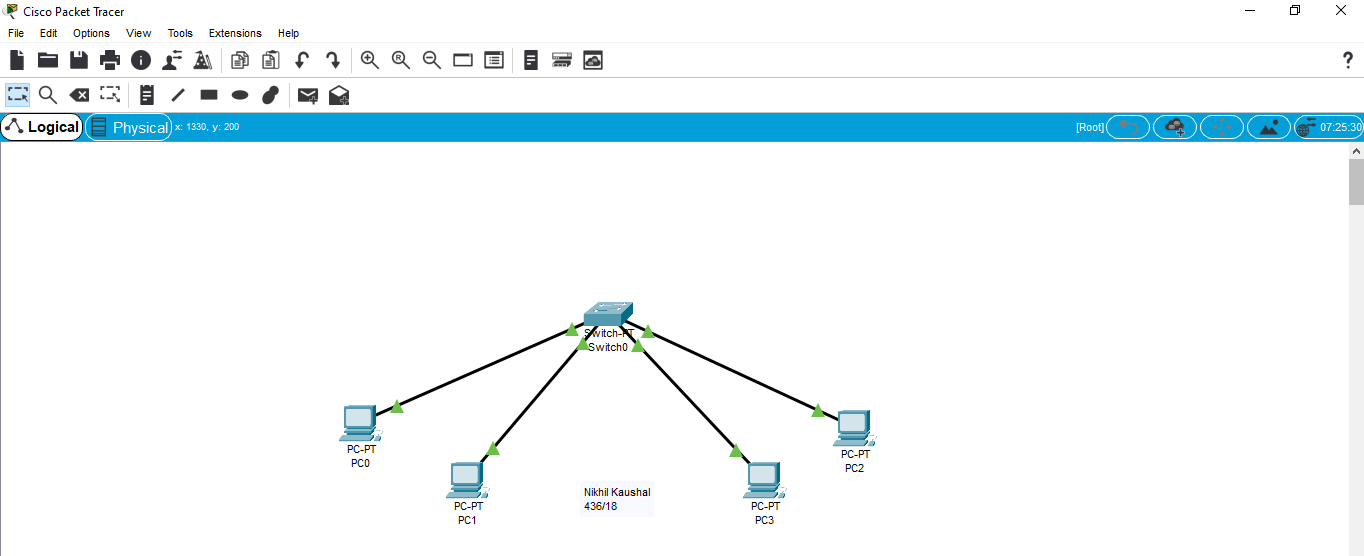 Cisco Packet Tracer
File Edit Options View Tools Extensions Help
R
?
Logical Physical x: 1330, y: 200 [Root] 07:25:30
Switch-PT
Switch0
PC-PT
PC0
PC-PT
PC2
PC-PT
PC1
Nikhil Kaushal
436/18
PC-PT
PC3